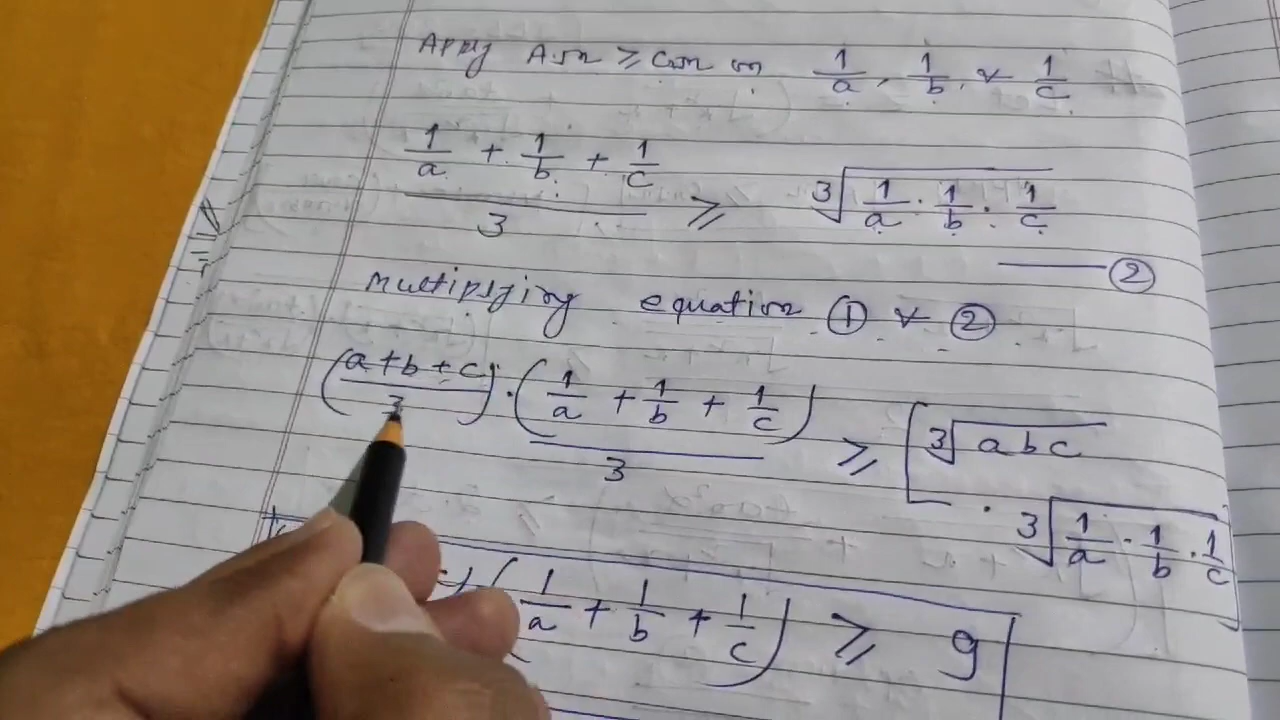 Apply A.m ≥ G.m on 1/a, 1/b, & 1/c
(1/a + 1/b + 1/c)/3 ≥ ∛(1/a · 1/b · 1/c)
②
Multiplying equation ① & ②
((a+b+c)/3) · (1/a + 1/b + 1/c)/3 ≥ [∛(abc)
· ∛(1/a · 1/b · 1/c)]
) (1/a + 1/b + 1/c) ≥ 9